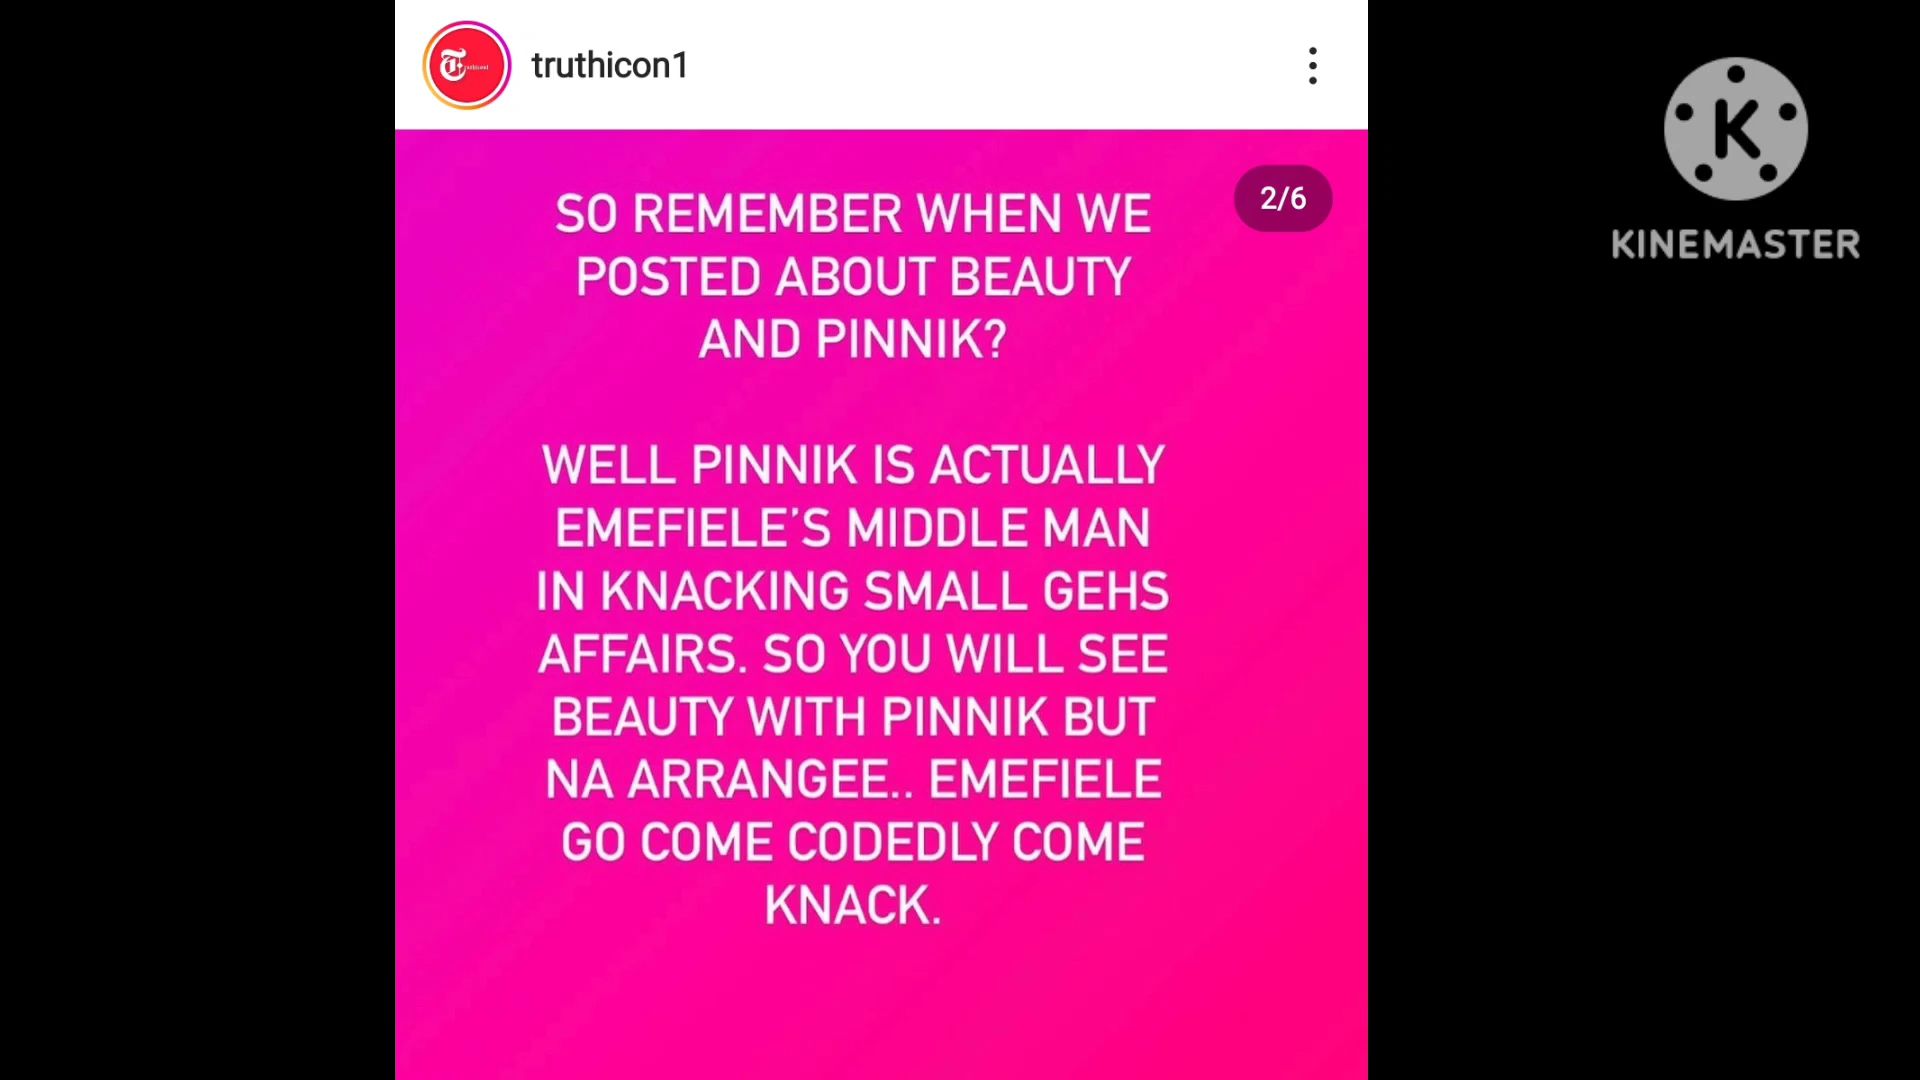 truthicon1
2/6
SO REMEMBER WHEN WE
POSTED ABOUT BEAUTY
AND PINNIK?
WELL PINNIK IS ACTUALLY
EMEFIELE'S MIDDLE MAN
IN KNACKING SMALL GEHS
AFFAIRS. SO YOU WILL SEE
BEAUTY WITH PINNIK BUT
NA ARRANGEE.. EMEFIELE
GO COME CODEDLY COME
KNACK.
K
KINEMASTER